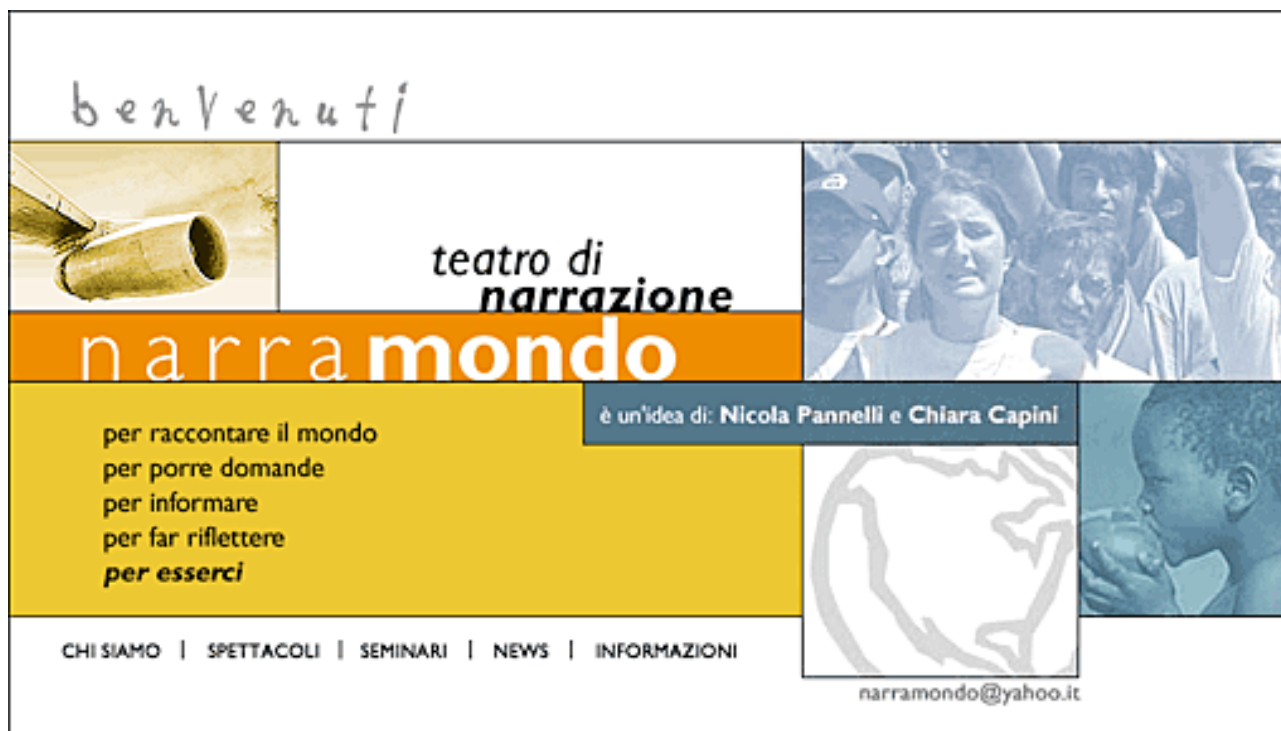 benVenuti
teatro di
narrazione
narramondo
è un'idea di: Nicola Pannelli e Chiara Capini
per raccontare il mondo
per porre domande
per informare
per far riflettere
per esserci
CHI SIAMO | SPETTACOLI | SEMINARI | NEWS | INFORMAZIONI
narramondo@yahoo.it